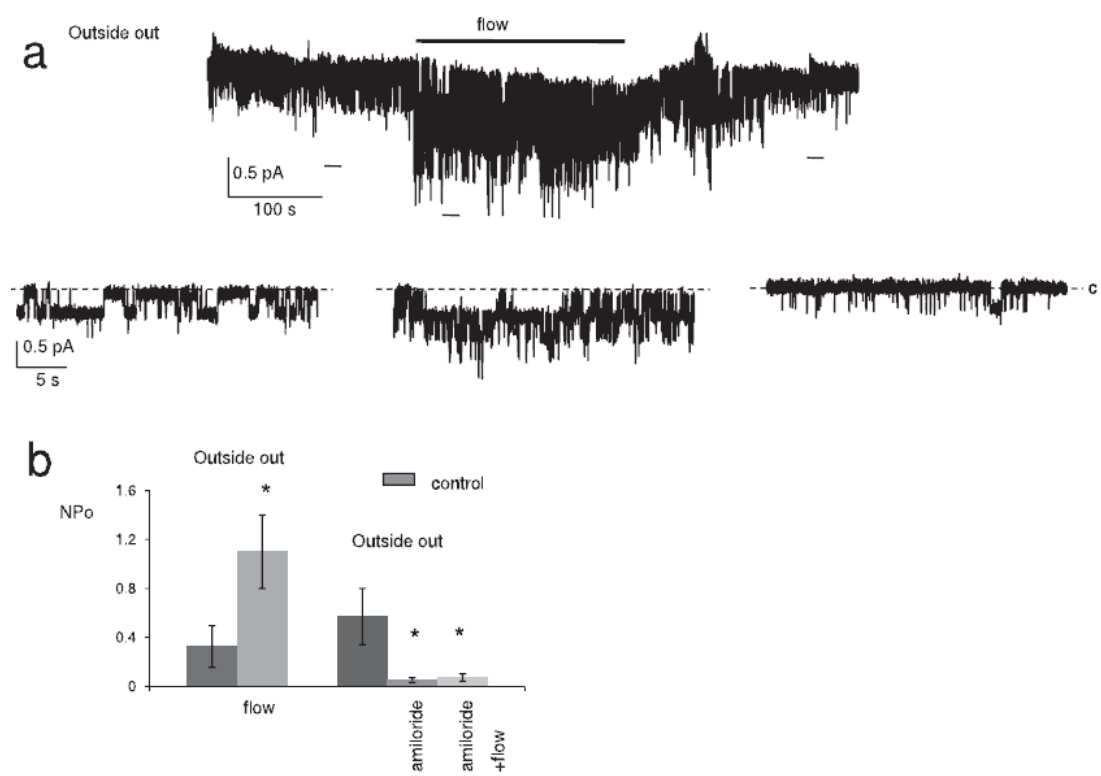 a
Outside out
flow
0.5 pA
100 s
c
0.5 pA
5 s
b
Outside out
*
control
NPo
1.6
1.2
0.8
0.4
0
Outside out
*
*
flow
amiloride
amiloride
+flow